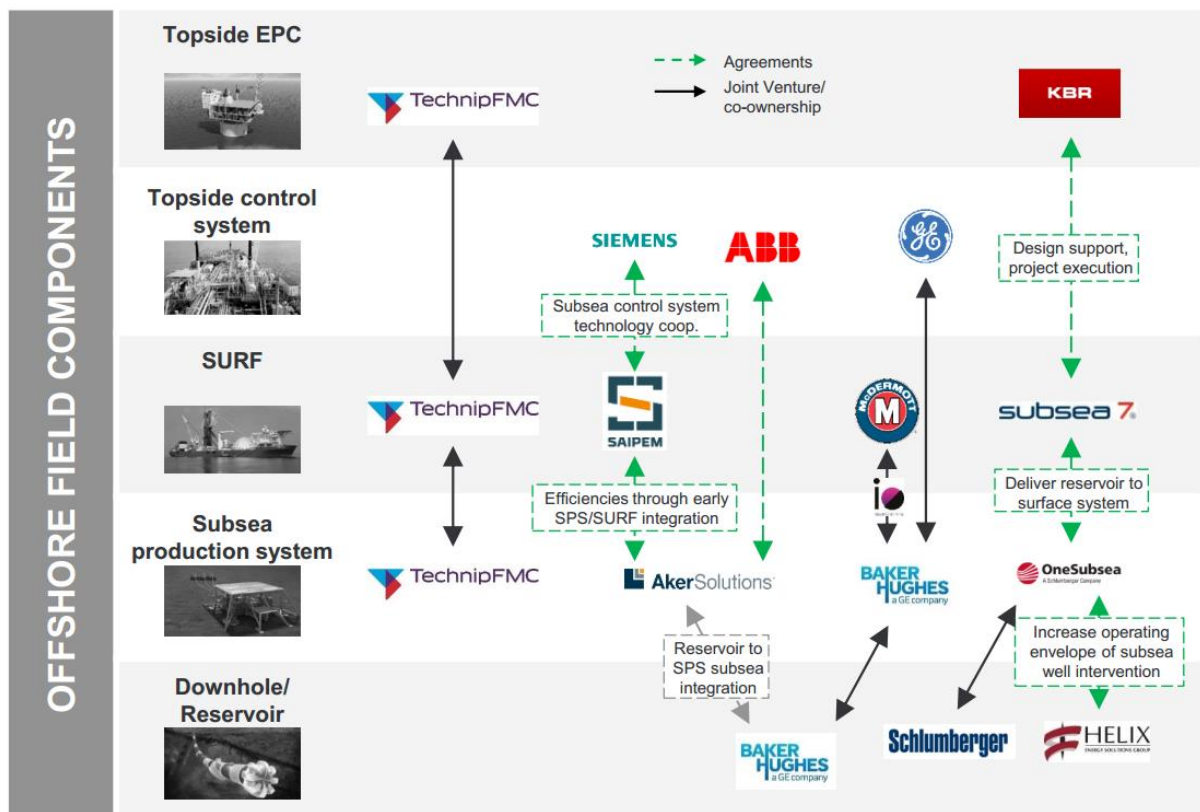 OFFSHORE FIELD COMPONENTS
Topside EPC
TechnipFMC
Agreements
Joint Venture/
co-ownership
KBR
Topside control
system
SIEMENS
ABB
GE
Subsea control system
technology coop.
Design support,
project execution
SURF
TechnipFMC
SAIPEM
McDERMOTT
M
subsea 7
io
Efficiencies through early
SPS/SURF integration
Deliver reservoir to
surface system
Subsea
production system
TechnipFMC
AkerSolutions
BAKER
HUGHES
a GE company
OneSubsea
A Schlumberger Company
Reservoir to
SPS subsea
integration
Increase operating
envelope of subsea
well intervention
Downhole/
Reservoir
BAKER
HUGHES
a GE company
Schlumberger
HELIX
ENERGY SOLUTIONS GROUP